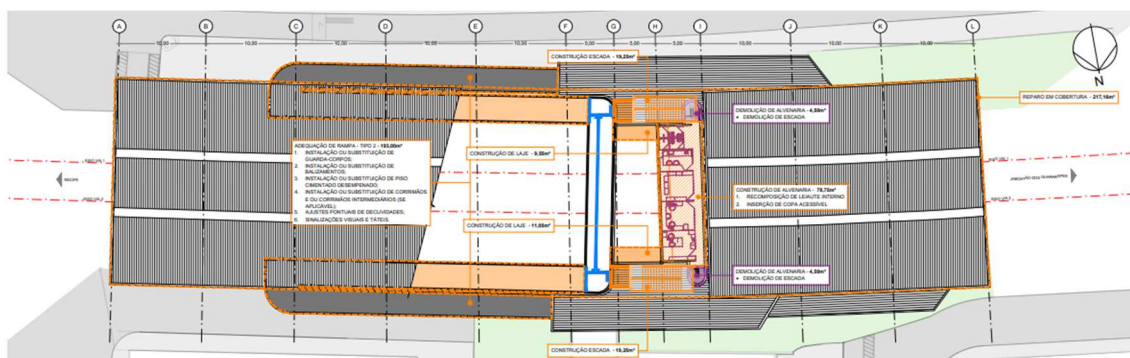 A B C D E F G H I J K L
10,00 10,00 10,00 10,00 10,00 5,00 5,00 5,00 10,00 10,00 10,00
N
CONSTRUÇÃO ESCADA - 19,25m²
REPARO EM COBERTURA - 217,16m²
DEMOLIÇÃO DE ALVENARIA - 4,59m²
+ DEMOLIÇÃO DE ESCADA
ADEQUAÇÃO DE RAMPA - TIPO 2 - 193,00m²
1. INSTALAÇÃO OU SUBSTITUIÇÃO DE
GUARDA-CORPOS;
2. INSTALAÇÃO OU SUBSTITUIÇÃO DE
BALIZAMENTOS;
3. INSTALAÇÃO OU SUBSTITUIÇÃO DE PISO
CIMENTADO DESEMPENADO;
4. INSTALAÇÃO OU SUBSTITUIÇÃO DE CORRIMÃOS
E OU CORRIMÃOS INTERMEDIÁRIOS (SE
APLICÁVEL);
5. AJUSTES PONTUAIS DE DECLIVIDADES;
6. SINALIZAÇÕES VISUAIS E TÁTEIS.
CONSTRUÇÃO DE LAJE - 9,55m²
RECIFE
CONSTRUÇÃO DE ALVENARIA - 78,75m²
1. RECOMPOSIÇÃO DE LEIAUTE INTERNO
2. INSERÇÃO DE COPA ACESSÍVEL
CONSTRUÇÃO DE LAJE - 11,05m²
DEMOLIÇÃO DE ALVENARIA - 4,59m²
+ DEMOLIÇÃO DE ESCADA
CONSTRUÇÃO ESCADA - 19,25m²